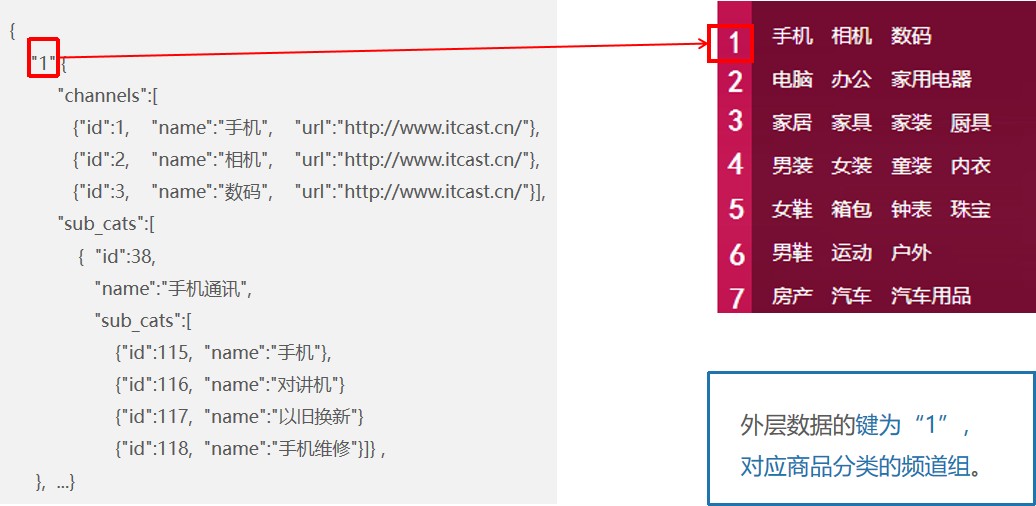 {
"1"{
"channels":[
{"id":1, "name":"手机", "url":"http://www.itcast.cn/"},
{"id":2, "name":"相机", "url":"http://www.itcast.cn/"},
{"id":3, "name":"数码", "url":"http://www.itcast.cn/"}],
"sub_cats":[
{ "id":38,
"name":"手机通讯",
"sub_cats":[
{"id":115, "name":"手机"},
{"id":116, "name":"对讲机"}
{"id":117, "name":"以旧换新"}
{"id":118, "name":"手机维修"}]} ,
}, ...}
1 手机 相机 数码
2 电脑 办公 家用电器
3 家居 家具 家装 厨具
4 男装 女装 童装 内衣
5 女鞋 箱包 钟表 珠宝
6 男鞋 运动 户外
7 房产 汽车 汽车用品
外层数据的键为“1”,
对应商品分类的频道组。